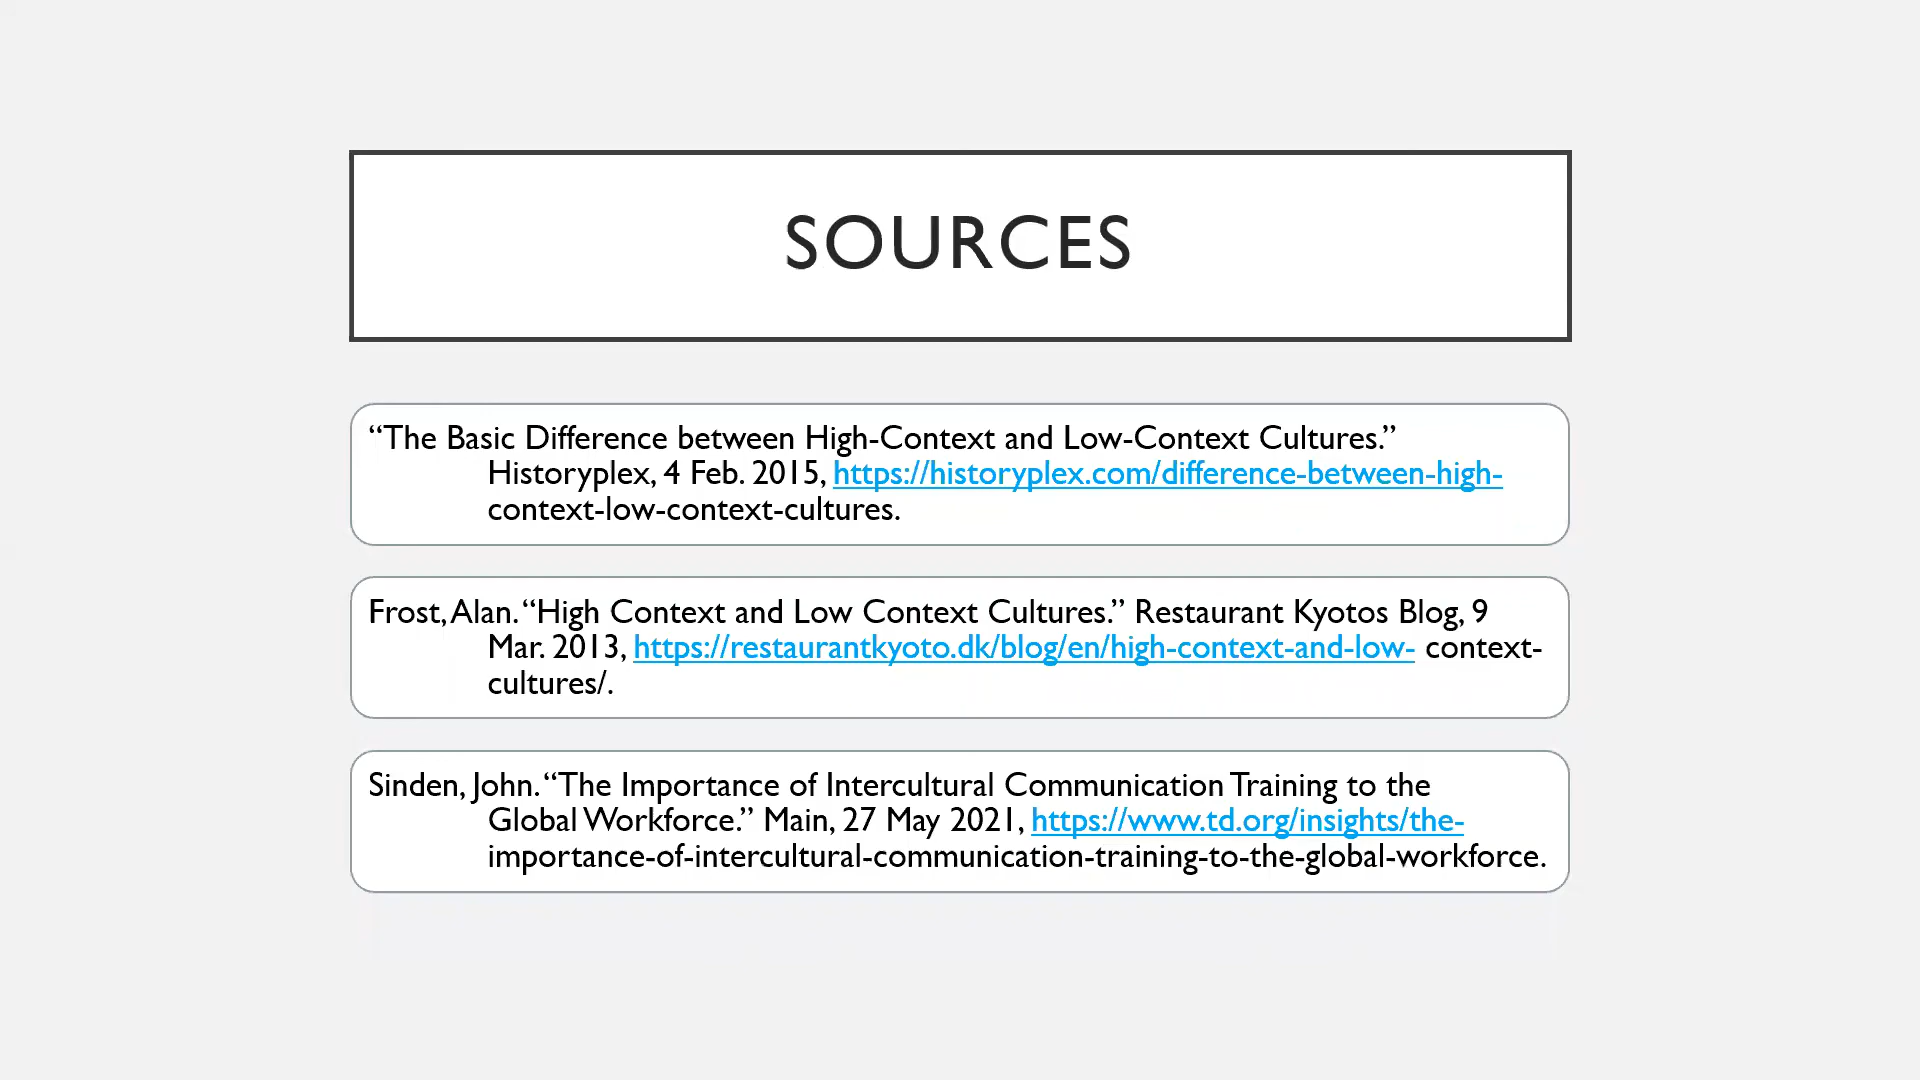 SOURCES
“The Basic Difference between High-Context and Low-Context Cultures.”
Historyplex, 4 Feb. 2015, https://historyplex.com/difference-between-high-
context-low-context-cultures.
Frost, Alan. “High Context and Low Context Cultures.” Restaurant Kyotos Blog, 9
Mar. 2013, https://restaurantkyoto.dk/blog/en/high-context-and-low- context-
cultures/.
Sinden, John. “The Importance of Intercultural Communication Training to the
Global Workforce.” Main, 27 May 2021, https://www.td.org/insights/the-
importance-of-intercultural-communication-training-to-the-global-workforce.